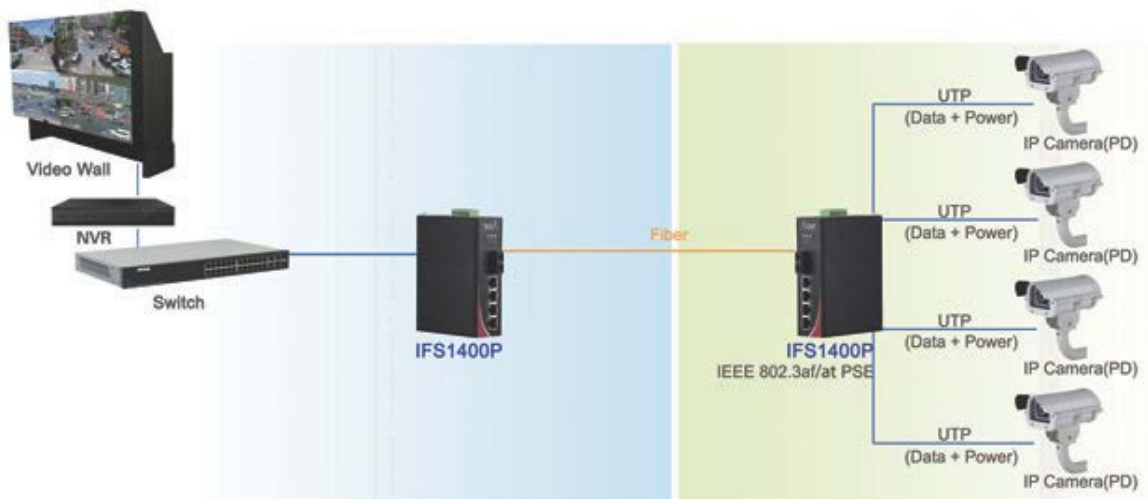 Video Wall
NVR
Switch
IFS1400P
Fiber
IFS1400P
IEEE 802.3af/at PSE
UTP
(Data + Power)
IP Camera(PD)
UTP
(Data + Power)
IP Camera(PD)
UTP
(Data + Power)
IP Camera(PD)
UTP
(Data + Power)
IP Camera(PD)